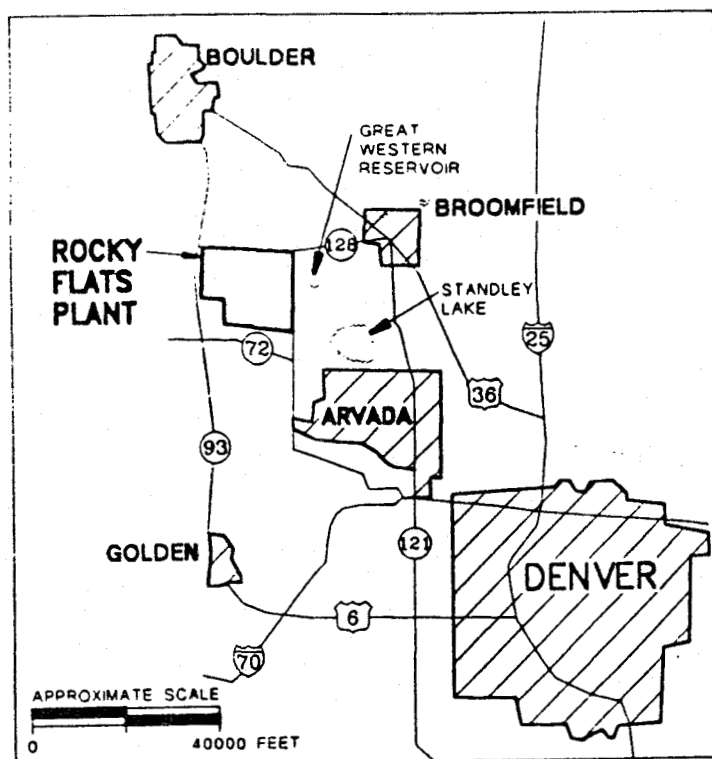 BOULDER
GREAT
WESTERN
RESERVOIR
BROOMFIELD
128
ROCKY
FLATS
PLANT
STANDLEY
LAKE
72
25
36
ARVADA
93
121
GOLDEN
DENVER
6
70
APPROXIMATE SCALE
0 40000 FEET